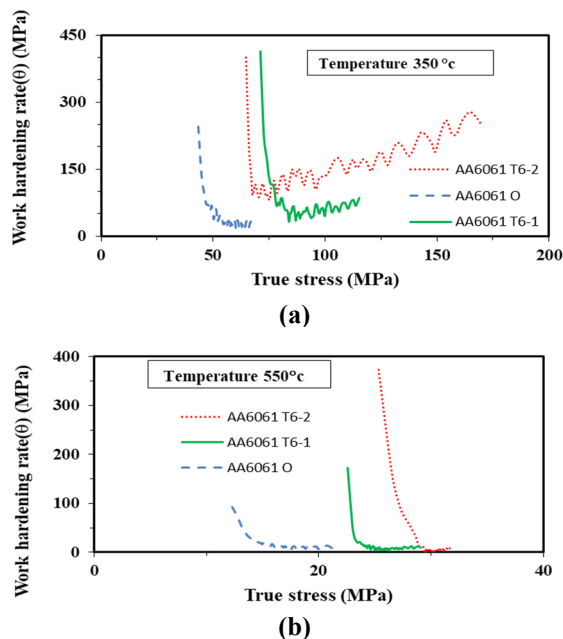 (a)
Work hardening rate(θ) (MPa)
450
300
150
0
Temperature 350 °c
AA6061 T6-2
AA6061 O
AA6061 T6-1
0 50 100 150 200
True stress (MPa)
(a)
(b)
Work hardening rate(θ) (MPa)
400
300
200
100
0
Temperature 550°c
AA6061 T6-2
AA6061 T6-1
AA6061 O
0 20 40
True stress (MPa)
(b)